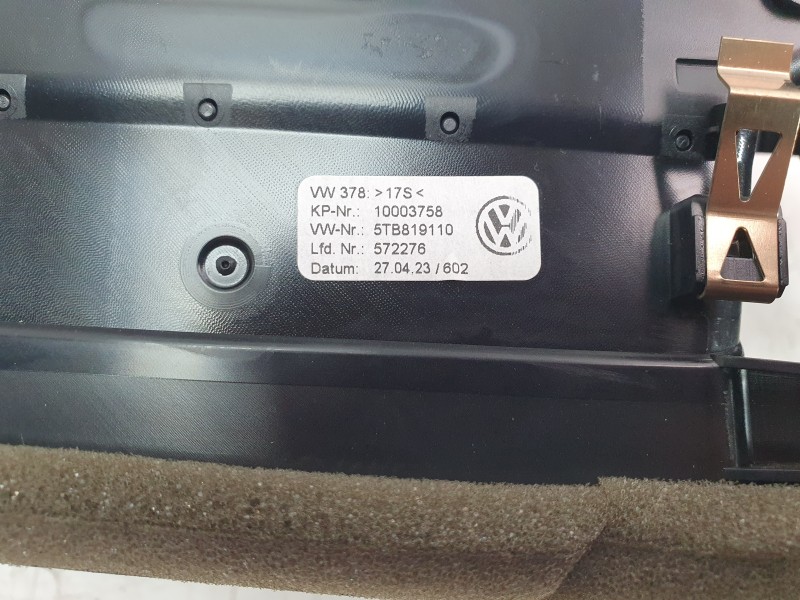 VW 378: >17S<
KP-Nr.: 10003758
VW-Nr.: 5TB819110
Lfd. Nr.: 572276
Datum: 27.04.23 / 602